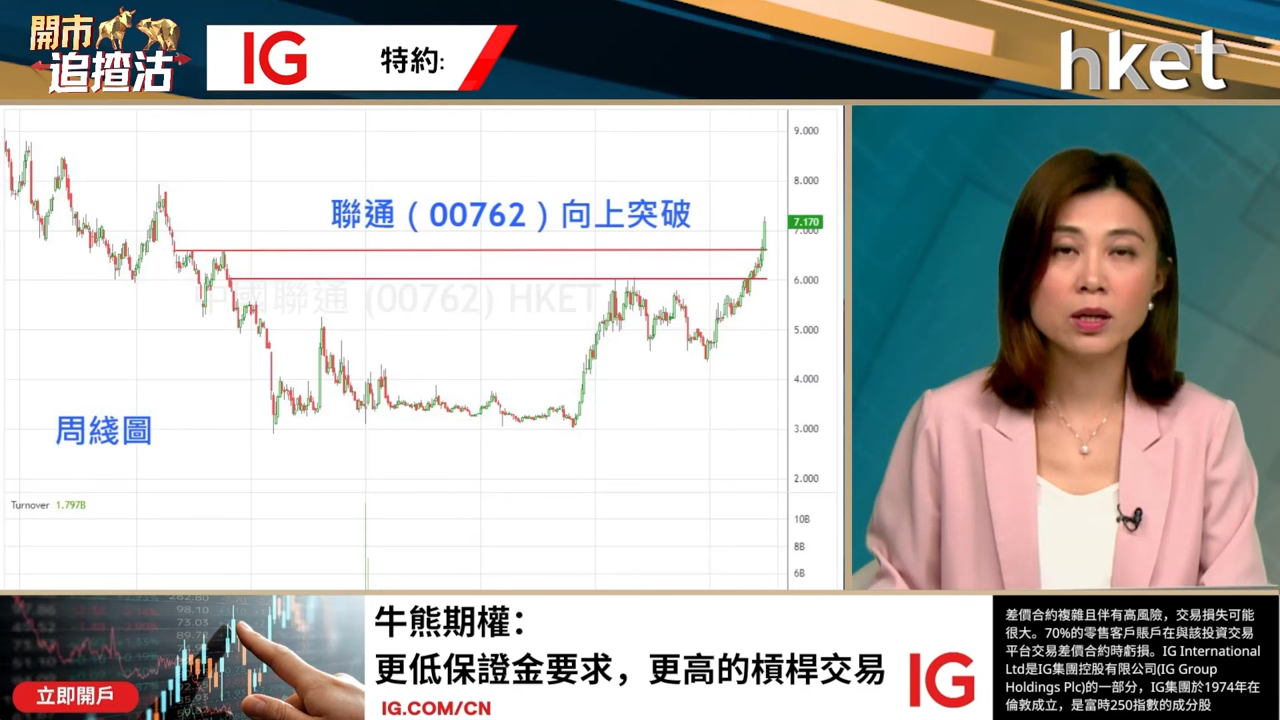 開市
追揸沽
IG
特約:
hket
9.000
8.000
聯通（00762）向上突破
7.170
7.000
6.000
中國聯通 (00762) HKET
5.000
4.000
周綫圖
3.000
2.000
Turnover 1.797B
10B
8B
6B
262.80
98.10
73.09
立即開戶
牛熊期權：
更低保證金要求，更高的槓桿交易
IG.COM/CN
IG
差價合約複雜且伴有高風險，交易損失可能
很大。70%的零售客戶賬戶在與該投資交易
平台交易差價合約時虧損。IG International
Ltd是IG集團控股有限公司(IG Group
Holdings Plc)的一部分，IG集團於1974年在
倫敦成立，是富時250指數的成分股